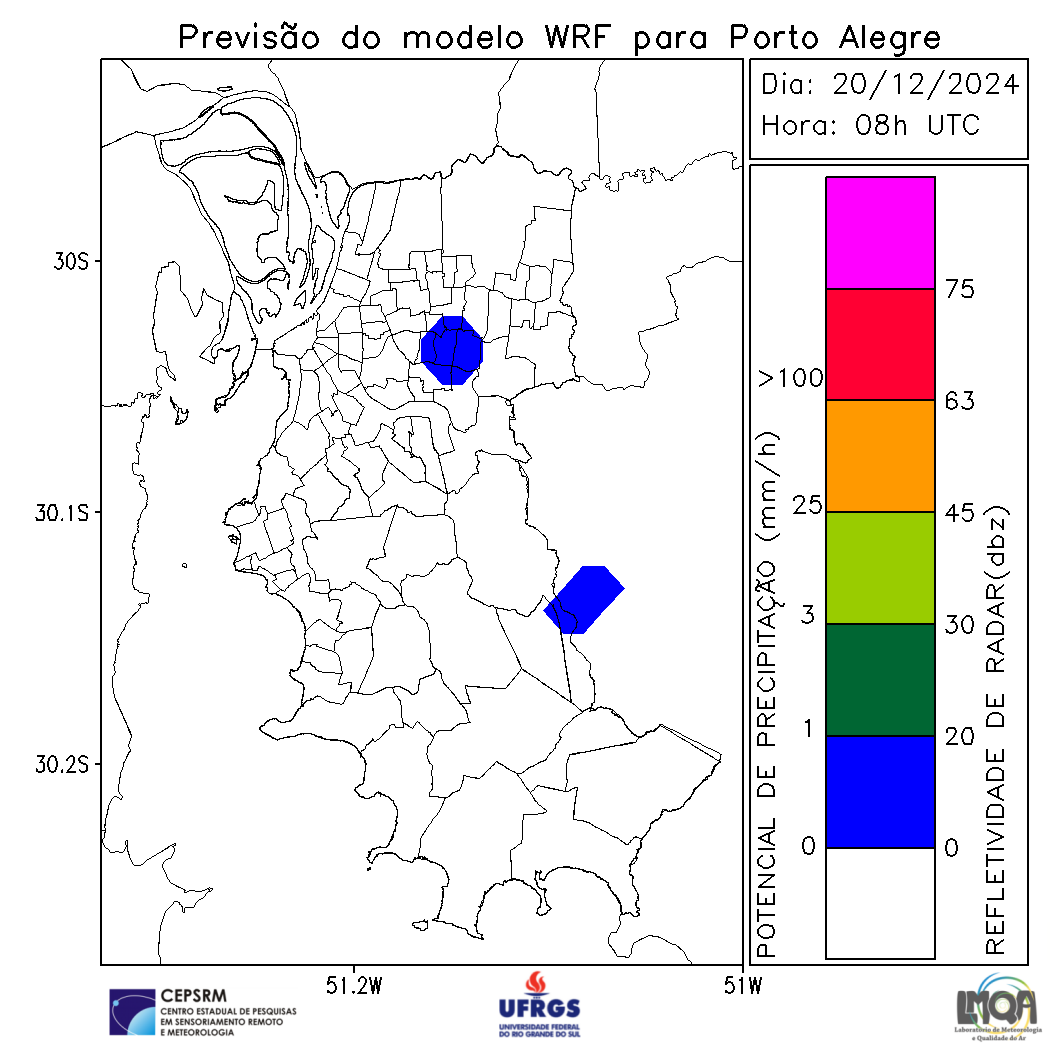 Previsão do modelo WRF para Porto Alegre
Dia: 20/12/2024
Hora: 08h UTC
30S
30.1S
30.2S
51.2W
51W
POTENCIAL DE PRECIPITAÇÃO (mm/h)
>100
25
3
1
0
75
63
45
30
20
0
REFLETIVIDADE DE RADAR(dbz)
CEPSRM
CENTRO ESTADUAL DE PESQUISAS
EM SENSORIAMENTO REMOTO
E METEOROLOGIA
UFRGS
UNIVERSIDADE FEDERAL
DO RIO GRANDE DO SUL
LMQA
Laboratório de Meteorologia
e Qualidade do Ar